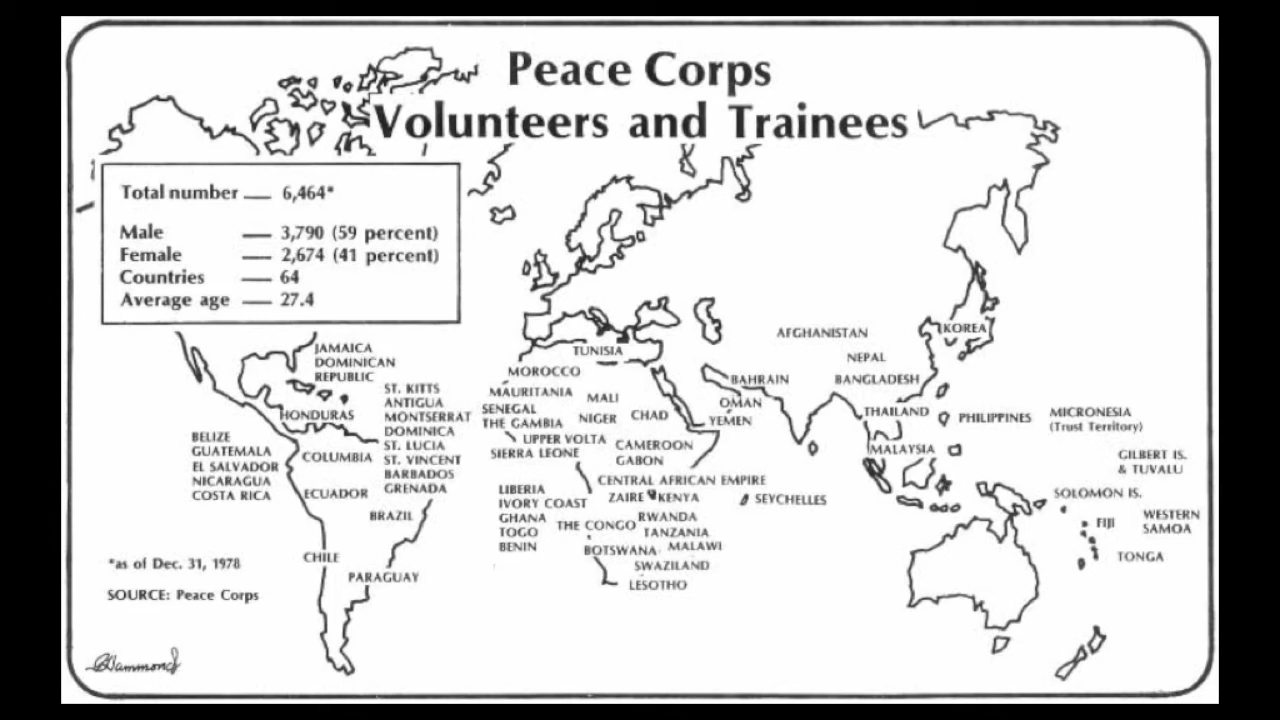 Peace Corps
Volunteers and Trainees
Total number — 6,464*
Male — 3,790 (59 percent)
Female — 2,674 (41 percent)
Countries — 64
Average age — 27.4
JAMAICA
DOMINICAN
REPUBLIC
ST. KITTS
ANTIGUA
MONTSERRAT
DOMINICA
ST. LUCIA
ST. VINCENT
BARBADOS
GRENADA
HONDURAS
BELIZE
GUATEMALA
EL SALVADOR
NICARAGUA
COSTA RICA
COLUMBIA
ECUADOR
BRAZIL
CHILE
PARAGUAY
TUNISIA
MOROCCO
MAURITANIA
MALI
SENEGAL
THE GAMBIA
NIGER
CHAD
UPPER VOLTA
SIERRA LEONE
CAMEROON
GABON
CENTRAL AFRICAN EMPIRE
LIBERIA
IVORY COAST
GHANA
TOGO
BENIN
ZAIRE
KENYA
THE CONGO
RWANDA
TANZANIA
BOTSWANA
MALAWI
SWAZILAND
LESOTHO
SEYCHELLES
BAHRAIN
OMAN
YEMEN
AFGHANISTAN
NEPAL
BANGLADESH
KOREA
THAILAND
MALAYSIA
PHILIPPINES
MICRONESIA
(Trust Territory)
GILBERT IS.
& TUVALU
SOLOMON IS.
FIJI
WESTERN
SAMOA
TONGA
*as of Dec. 31, 1978
SOURCE: Peace Corps
Hammond